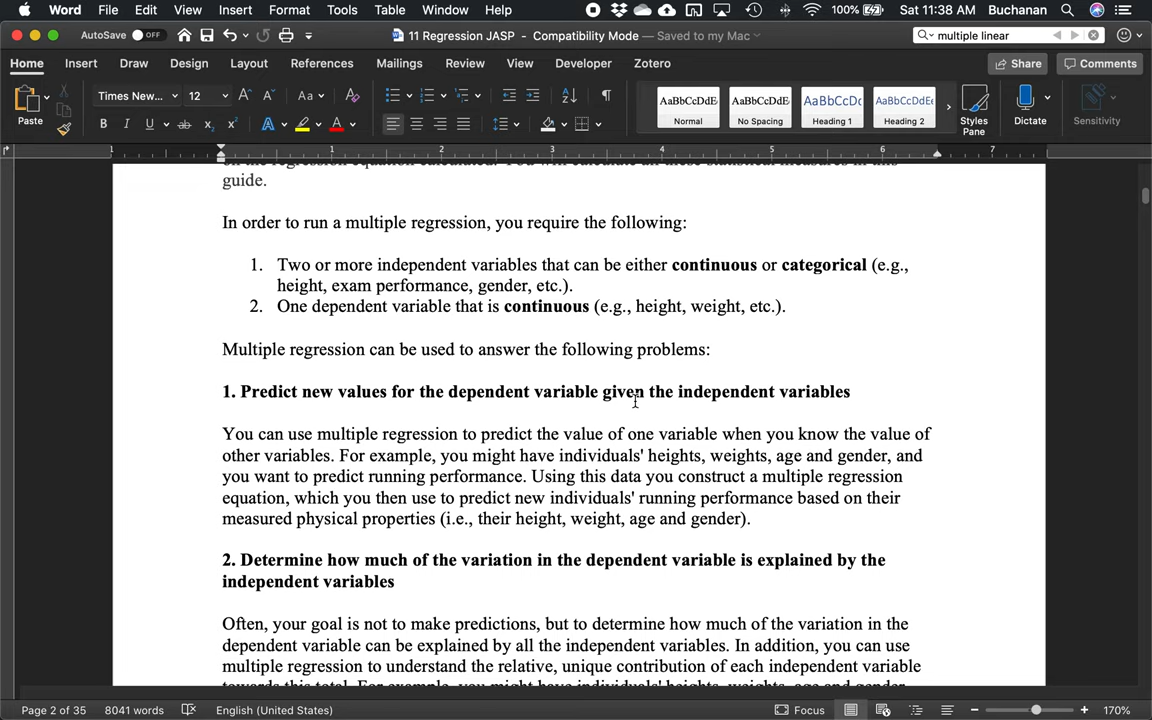 Word File Edit View Insert Format Tools Table Window Help 100% Sat 11:38 AM Buchanan
AutoSave OFF 11 Regression JASP - Compatibility Mode — Saved to my Mac multiple linear
Home Insert Draw Design Layout References Mailings Review View Developer Zotero Share Comments
Paste Times New... 12 Aa AaBbCcDdE Normal AaBbCcDdE No Spacing AaBbCcDc Heading 1 AaBbCcDdEe Heading 2 Styles Pane Dictate Sensitivity
guide.
In order to run a multiple regression, you require the following:
1. Two or more independent variables that can be either continuous or categorical (e.g.,
height, exam performance, gender, etc.).
2. One dependent variable that is continuous (e.g., height, weight, etc.).
Multiple regression can be used to answer the following problems:
1. Predict new values for the dependent variable given the independent variables
You can use multiple regression to predict the value of one variable when you know the value of
other variables. For example, you might have individuals' heights, weights, age and gender, and
you want to predict running performance. Using this data you construct a multiple regression
equation, which you then use to predict new individuals' running performance based on their
measured physical properties (i.e., their height, weight, age and gender).
2. Determine how much of the variation in the dependent variable is explained by the
independent variables
Often, your goal is not to make predictions, but to determine how much of the variation in the
dependent variable can be explained by all the independent variables. In addition, you can use
multiple regression to understand the relative, unique contribution of each independent variable
Page 2 of 35 8041 words English (United States) Focus 170%